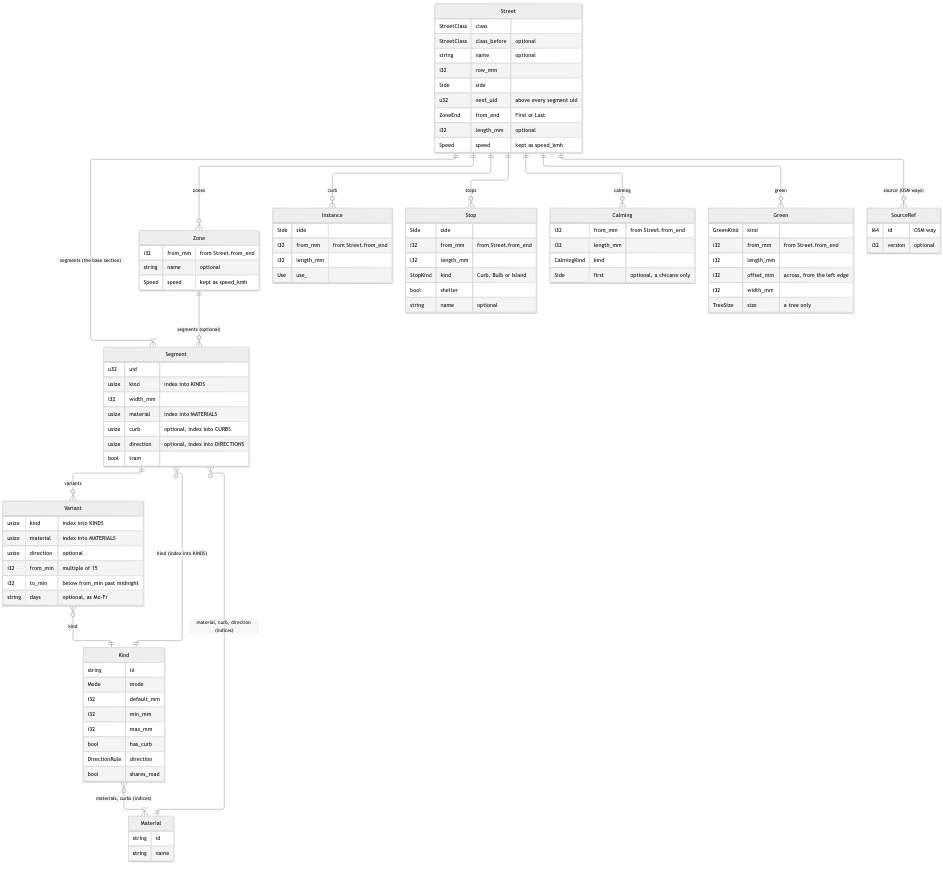 Street
StreetClass class
StreetClass class_before optional
string name optional
i32 row_mm
Side side
u32 next_uid above every segment uid
ZoneEnd from_end First or Last
i32 length_mm optional
Speed speed kept as speed_kmh
zones
curb
stops
calming
green
source (OSM ways)
segments (the base section)
Zone
i32 from_mm from Street.from_end
string name optional
Speed speed kept as speed_kmh
Instance
Side side
i32 from_mm from Street.from_end
i32 length_mm
Use use_
Stop
Side side
i32 from_mm from Street.from_end
i32 length_mm
StopKind kind Curb, Bulb or Island
bool shelter
string name optional
Calming
i32 from_mm from Street.from_end
i32 length_mm
CalmingKind kind
Side first optional, a chicane only
Green
GreenKind kind
i32 from_mm from Street.from_end
i32 length_mm
i32 offset_mm across, from the left edge
i32 width_mm
TreeSize size a tree only
SourceRef
i64 id OSM way
i32 version optional
segments (optional)
Segment
u32 uid
usize kind index into KINDS
i32 width_mm
usize material index into MATERIALS
usize curb optional, index into CURBS
usize direction optional, index into DIRECTIONS
bool tram
variants
kind (index into KINDS)
material, curb, direction
(indices)
Variant
usize kind index into KINDS
usize material index into MATERIALS
usize direction optional
i32 from_min multiple of 15
i32 to_min below from_min past midnight
string days optional, as Mo-Fr
kind
Kind
string id
Mode mode
i32 default_mm
i32 min_mm
i32 max_mm
bool has_curb
DirectionRule direction
bool shares_road
materials, curbs (indices)
Material
string id
string name